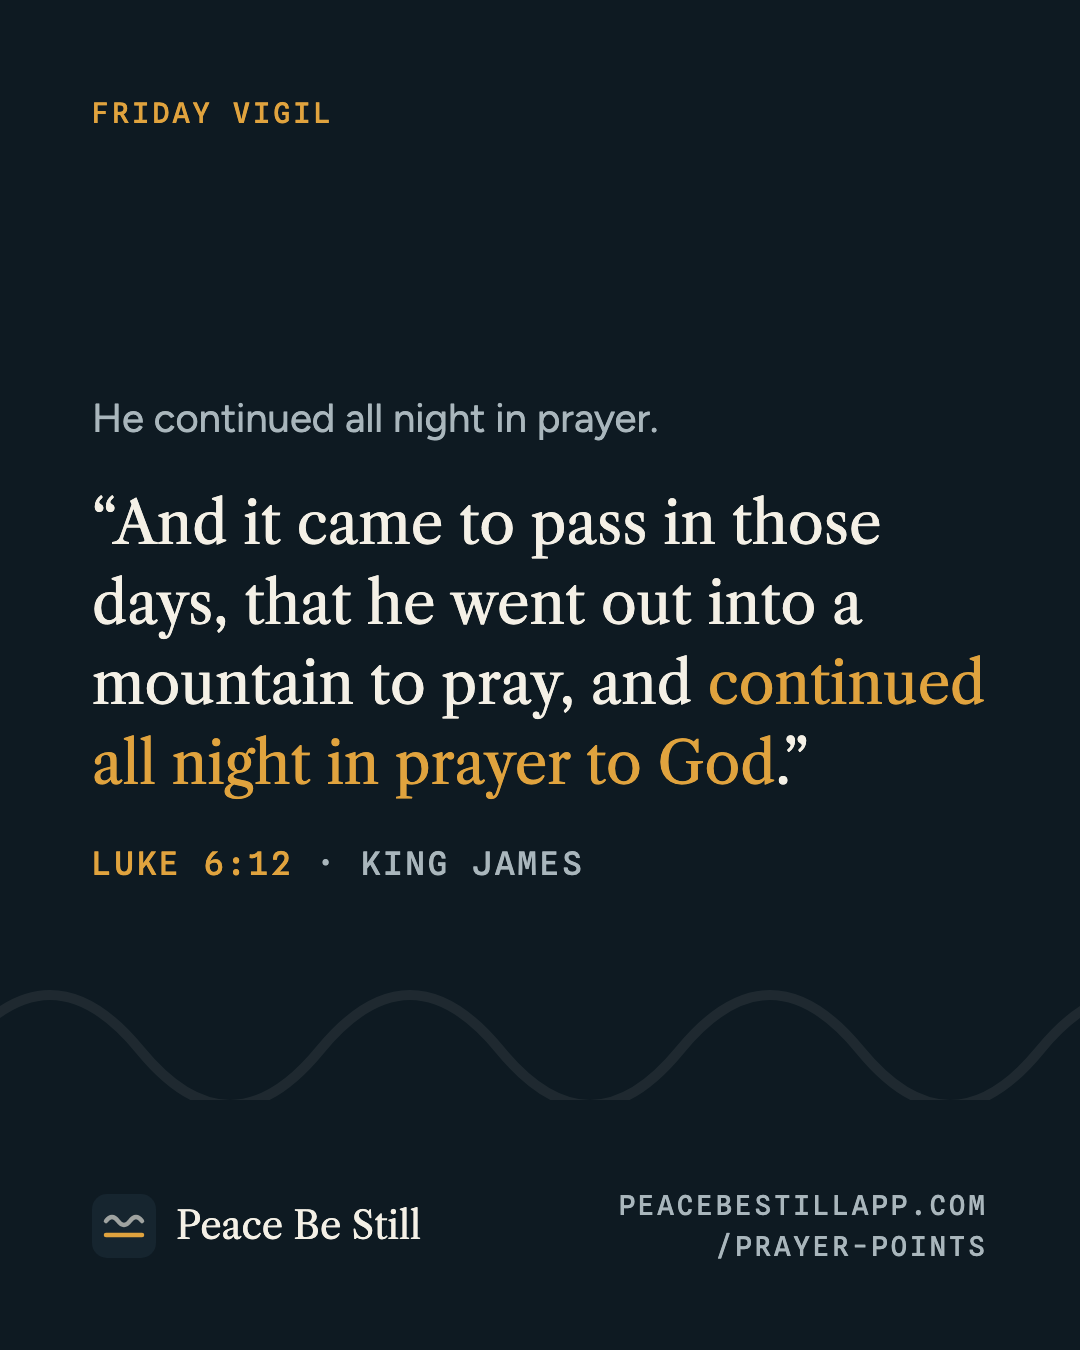 FRIDAY VIGIL
He continued all night in prayer.
“And it came to pass in those
days, that he went out into a
mountain to pray, and continued
all night in prayer to God.”
LUKE 6:12 · KING JAMES
Peace Be Still
PEACEBESTILLAPP.COM
/PRAYER-POINTS